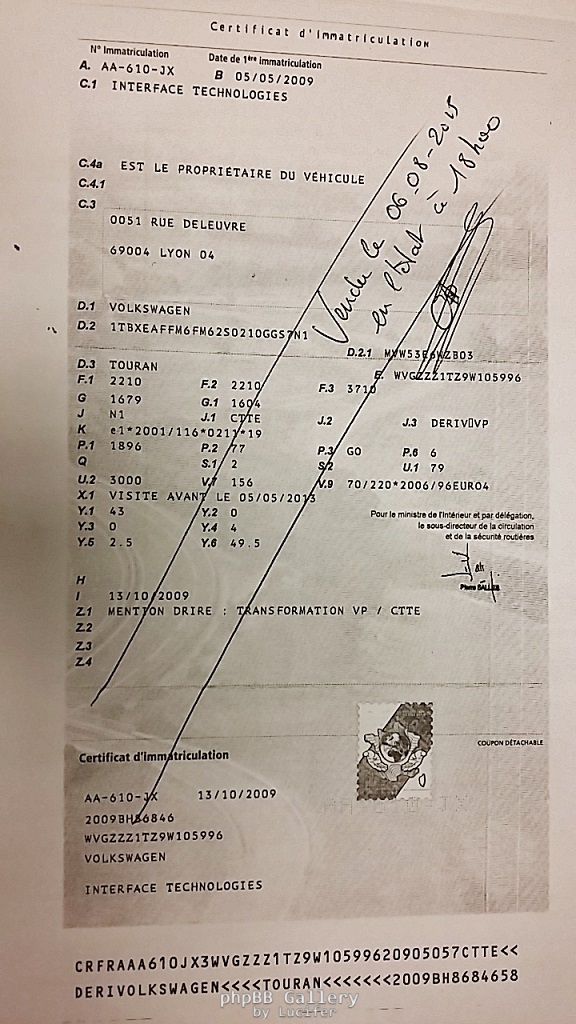 Certificat d'Immatriculation
N° Immatriculation Date de 1ère immatriculation
A. AA-610-JX B 05/05/2009
C.1 INTERFACE TECHNOLOGIES
Vendu le 06-08-2015
en l'état à 18h00
C.4a EST LE PROPRIÉTAIRE DU VÉHICULE
C.4.1
C.3
0051 RUE DELEUVRE
69004 LYON 04
D.1 VOLKSWAGEN
D.2 1TBXEAFFM6FM62S0210GGS7N1
D.2.1
D.3 TOURAN E. WVGZZZ1TZ9W105996
F.1 2210 F.2 2210 F.3 3710
G 1679 G.1 1604
J N1 J.1 CTTE J.2 J.3 DERIV▯VP
K e1*2001/116*0211*19
P.1 1896 P.2 77 P.3 GO P.6 6
Q S.1 2 S.2 U.1 79
U.2 3000 V.7 156 V.9 70/220*2006/96EURO4
X.1 VISITE AVANT LE 05/05/2013
Y.1 43 Y.2 0
Y.3 0 Y.4 4
Y.5 2.5 Y.6 49.5
Pour le ministre de l'Intérieur et par délégation,
le sous-directeur de la circulation
et de la sécurité routières
H
I 13/10/2009
Z.1 MENTION DRIRE : TRANSFORMATION VP / CTTE
Z.2
Z.3
Z.4
COUPON DÉTACHABLE
Certificat d'immatriculation
AA-610-JX 13/10/2009
2009BH86846
WVGZZZ1TZ9W105996
VOLKSWAGEN
INTERFACE TECHNOLOGIES
CRFRAAA610JX3WVGZZZ1TZ9W10599620905057CTTE<<
DERIVOLKSWAGEN<<<<TOURAN<<<<<<<2009BH8684658
phpBB Gallery
by Lucifer